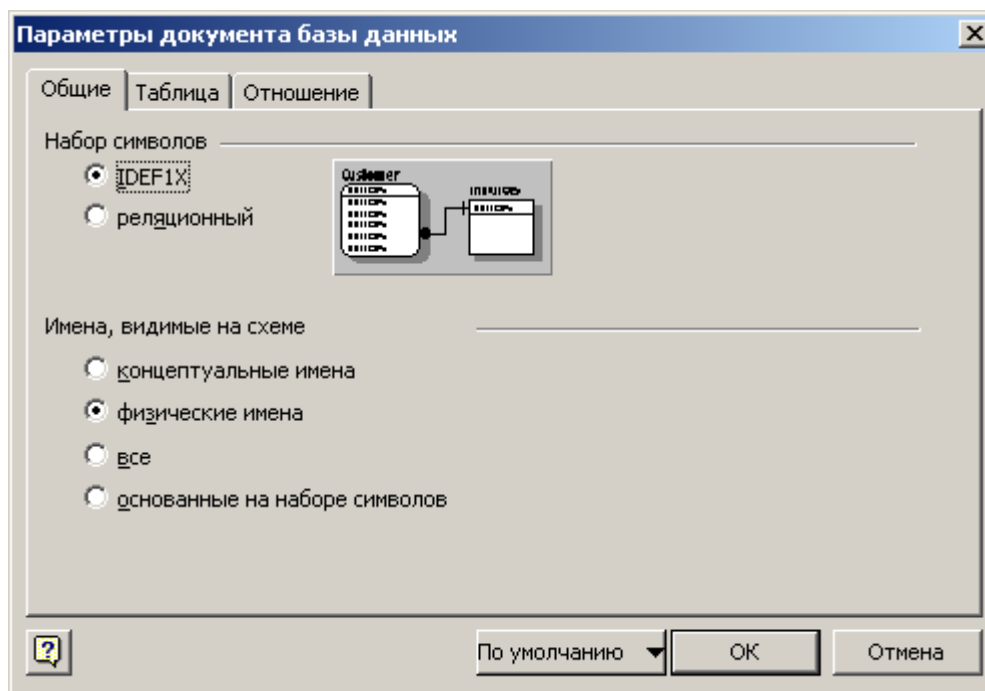 Параметры документа базы данных
Общие Таблица Отношение
Набор символов
IDEF1X
реляционный
Customer
Имена, видимые на схеме
концептуальные имена
физические имена
все
основанные на наборе символов
По умолчанию ОК Отмена